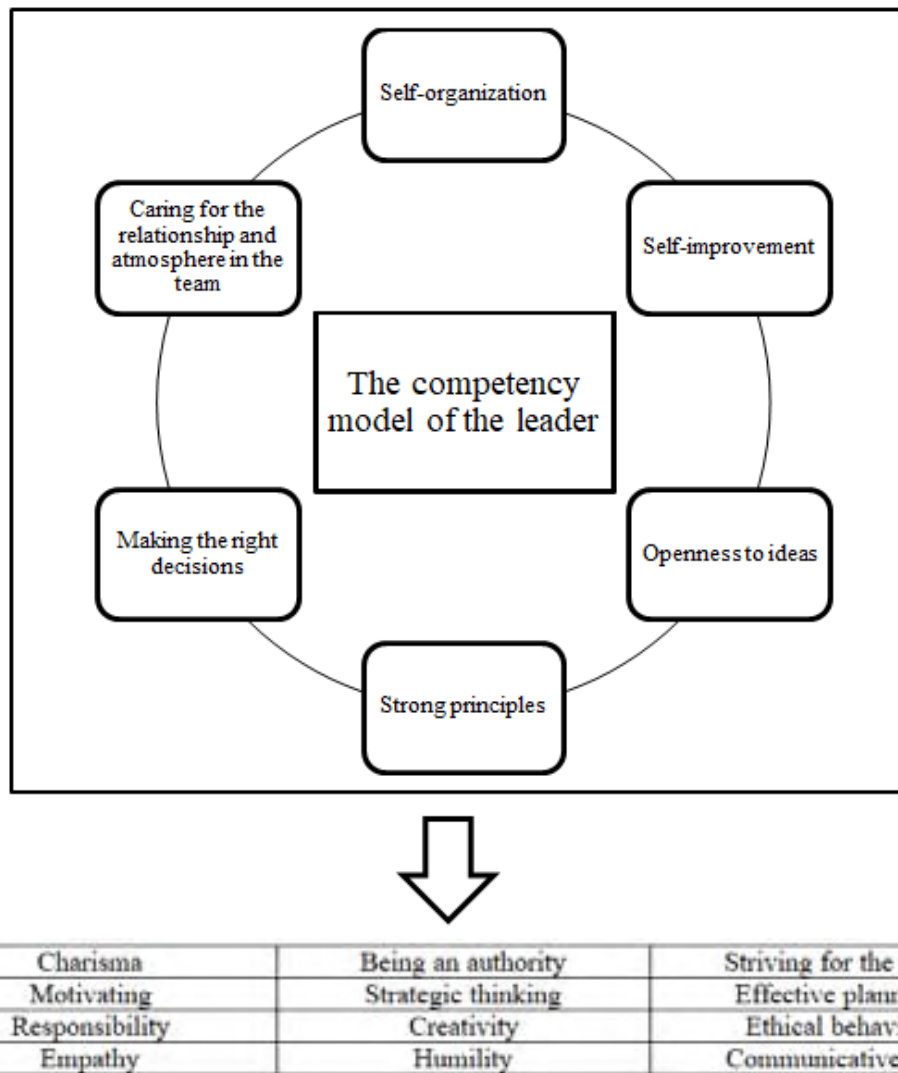 Self-organization
Caring for the
relationship and
atmosphere in the
team
Self-improvement
The competency
model of the leader
Making the right
decisions
Openness to ideas
Strong principles
Charisma Being an authority Striving for the
Motivating Strategic thinking Effective
Responsibility Creativity Ethical
Empathy Humility Communicative